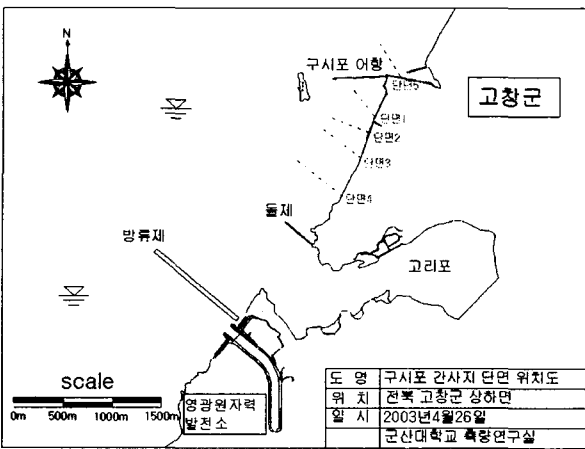 N
구시포 어항
단면5
고창군
단면1
단면2
단면3
단면4
돌제
방류제
고리포
scale
0m 500m 1000m 1500m
영광원자력
발전소
도 명 구시포 간사지 단면 위치도
위 치 전북 고창군 상하면
일 시 2003년4월26일
군산대학교 측량연구실